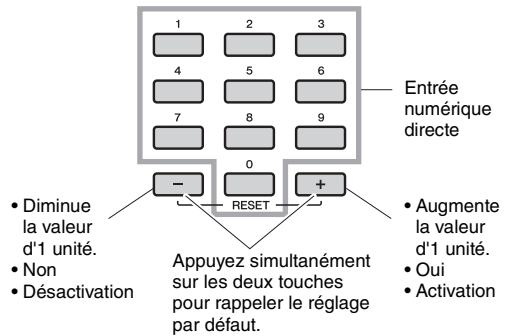 1 2 3
4 5 6
7 8 9
0
− +
RESET
Entrée
numérique
directe
• Diminue
la valeur
d'1 unité.
• Non
• Désactivation
Appuyez simultanément
sur les deux touches
pour rappeler le réglage
par défaut.
• Augmente
la valeur
d'1 unité.
• Oui
• Activation